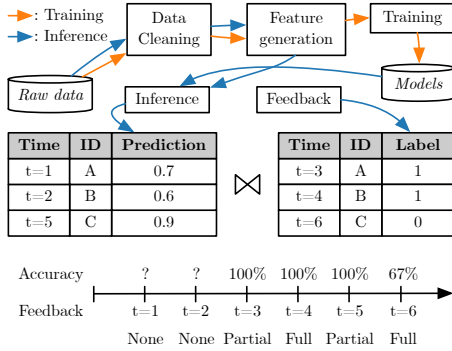 : Training
: Inference
Data
Cleaning
Feature
generation
Training
Raw data
Models
Inference
Feedback
Time ID Prediction
t=1 A 0.7
t=2 B 0.6
t=5 C 0.9
⋈
Time ID Label
t=3 A 1
t=4 B 1
t=6 C 0
Accuracy ? ? 100% 100% 100% 67%
Feedback t=1 t=2 t=3 t=4 t=5 t=6
None None Partial Full Partial Full